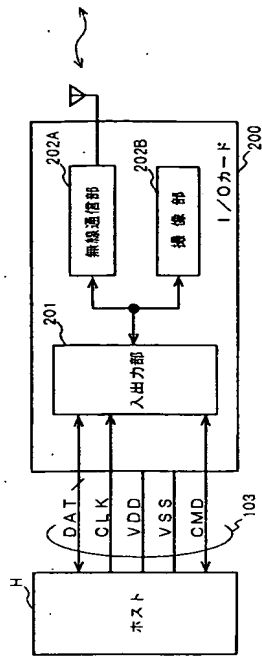 H
ホスト
DAT
CLK
VDD
VSS
CMD
103
201
入出力部
202A
無線通信部
202B
撮像部
I/Oカード
200